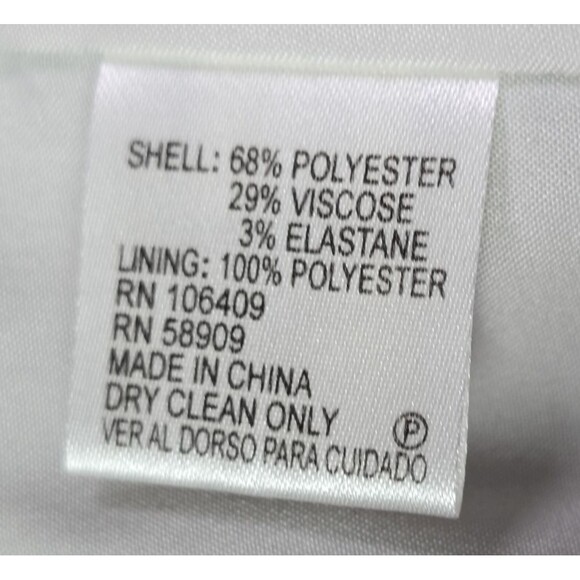 SHELL: 68% POLYESTER
29% VISCOSE
3% ELASTANE
LINING: 100% POLYESTER
RN 106409
RN 58909
MADE IN CHINA
DRY CLEAN ONLY Ⓟ
VER AL DORSO PARA CUIDADO